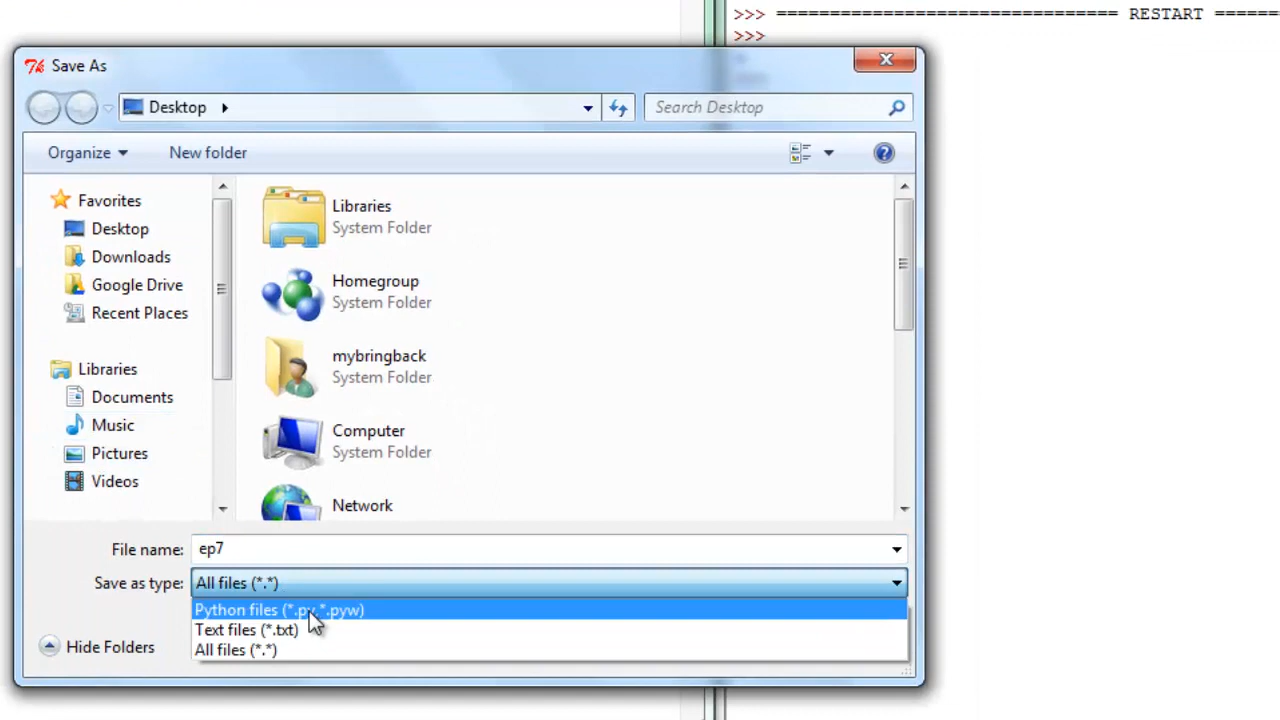 >>> ================================ RESTART ======
>>>
Save As
Desktop
Search Desktop
Organize
New folder
Favorites
Desktop
Downloads
Google Drive
Recent Places
Libraries
Documents
Music
Pictures
Videos
Libraries
System Folder
Homegroup
System Folder
mybringback
System Folder
Computer
System Folder
Network
File name: ep7
Save as type: All files (*.*)
Python files (*.py,*.pyw)
Text files (*.txt)
All files (*.*)
Hide Folders